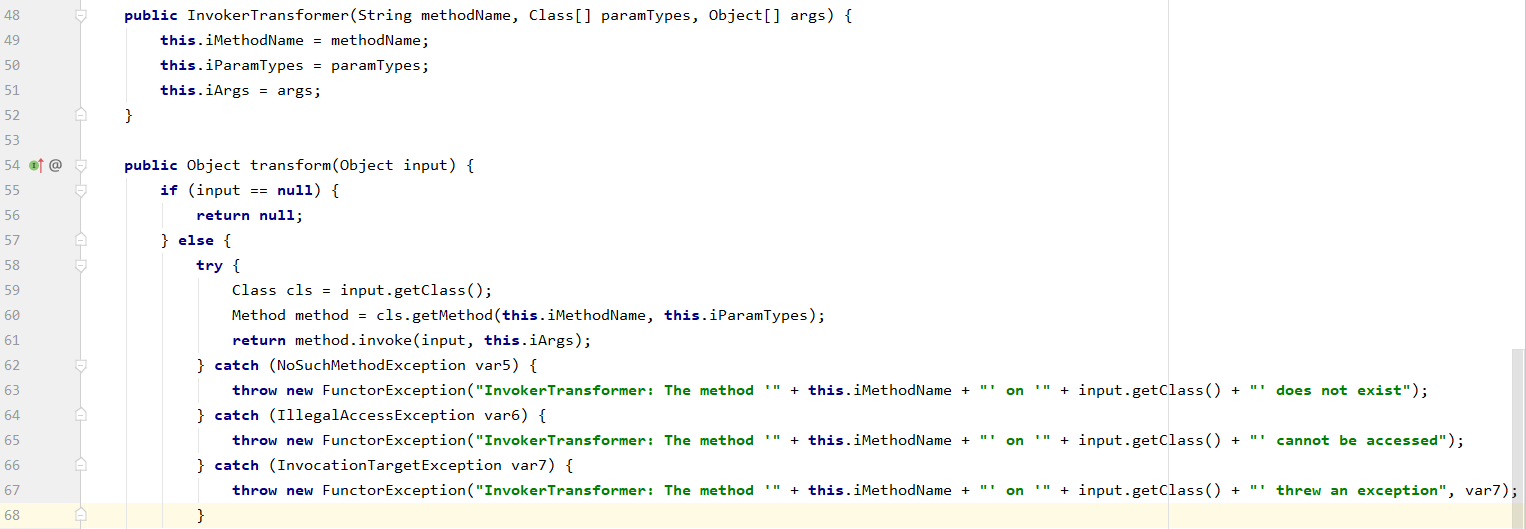 48 public InvokerTransformer(String methodName, Class[] paramTypes, Object[] args) {
49 this.iMethodName = methodName;
50 this.iParamTypes = paramTypes;
51 this.iArgs = args;
52 }
53
54 @ public Object transform(Object input) {
55 if (input == null) {
56 return null;
57 } else {
58 try {
59 Class cls = input.getClass();
60 Method method = cls.getMethod(this.iMethodName, this.iParamTypes);
61 return method.invoke(input, this.iArgs);
62 } catch (NoSuchMethodException var5) {
63 throw new FunctorException("InvokerTransformer: The method '" + this.iMethodName + "' on '" + input.getClass() + "' does not exist");
64 } catch (IllegalAccessException var6) {
65 throw new FunctorException("InvokerTransformer: The method '" + this.iMethodName + "' on '" + input.getClass() + "' cannot be accessed");
66 } catch (InvocationTargetException var7) {
67 throw new FunctorException("InvokerTransformer: The method '" + this.iMethodName + "' on '" + input.getClass() + "' threw an exception", var7);
68 }